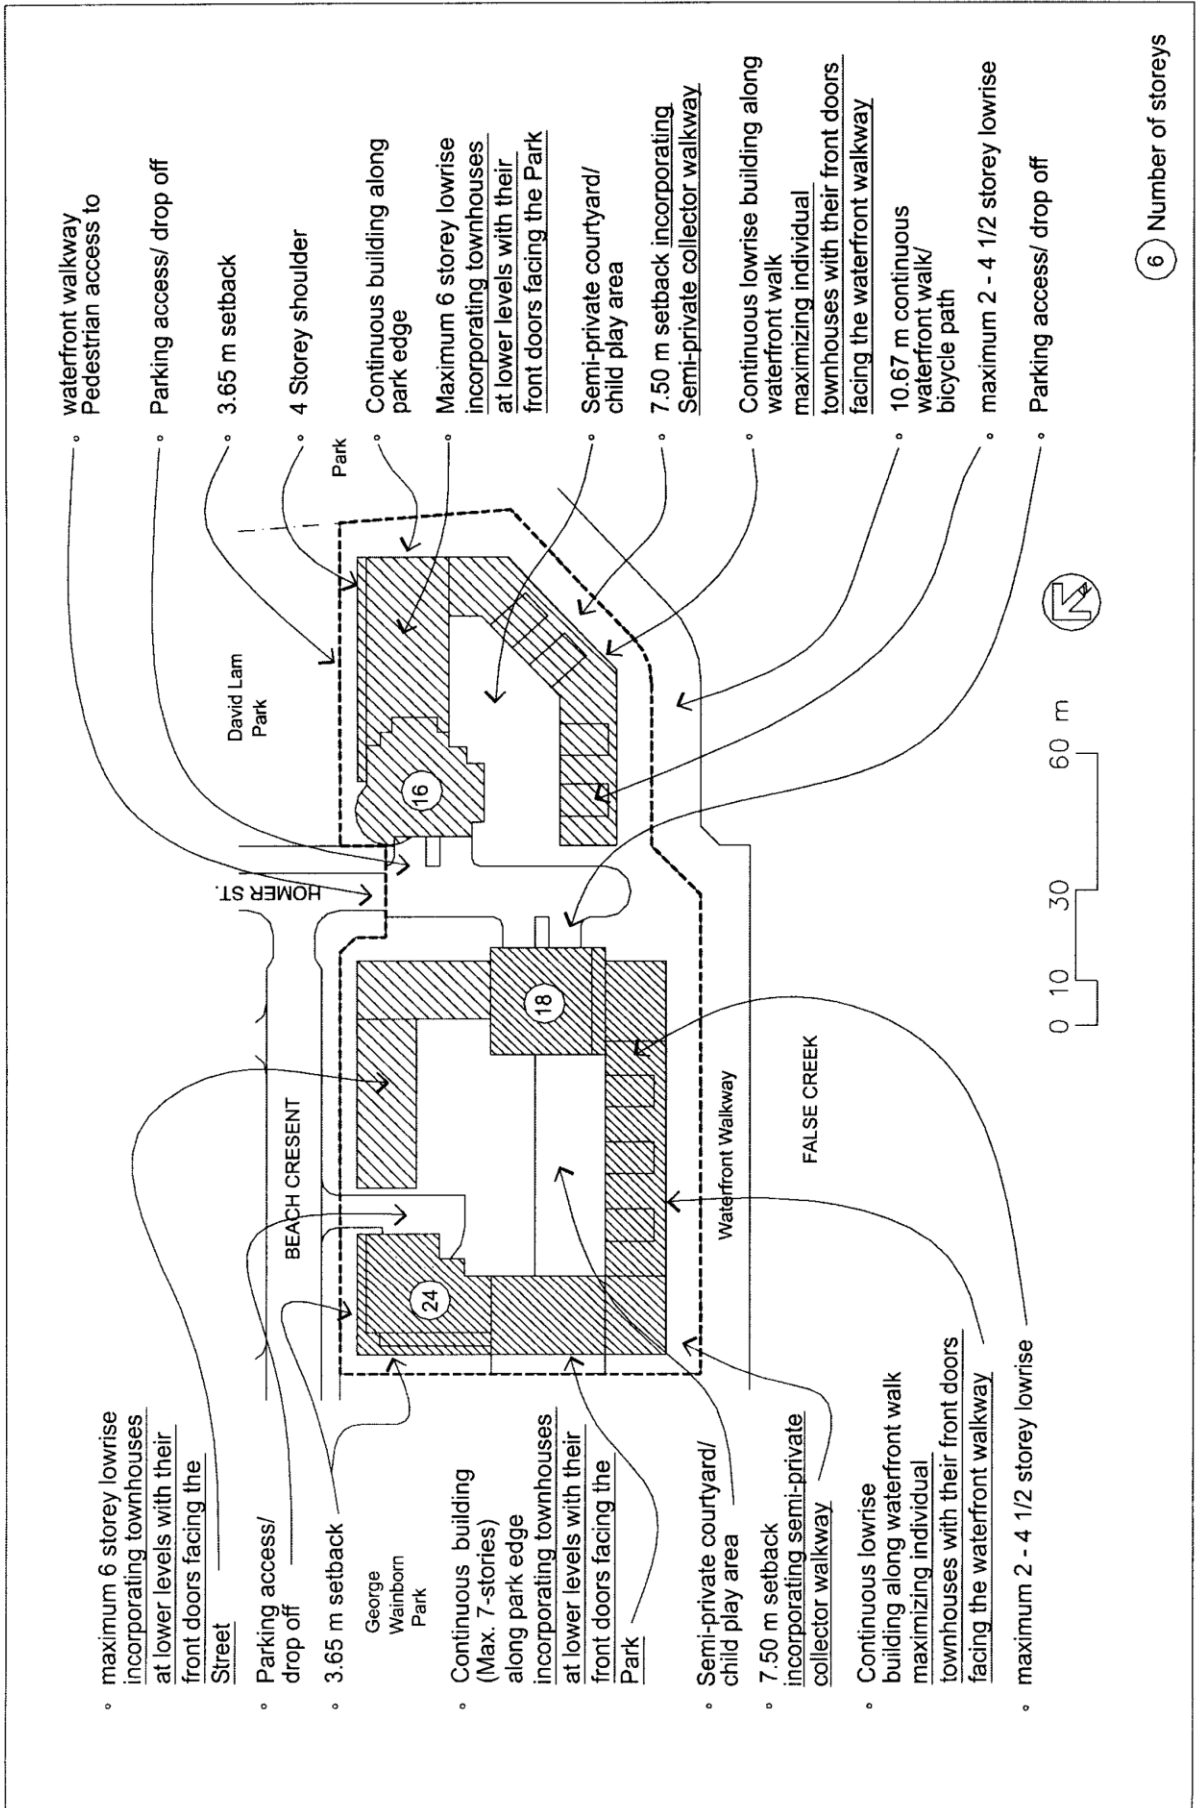 ° maximum 6 storey lowrise
incorporating townhouses
at lower levels with their
front doors facing the
Street
° Parking access/
drop off
° 3.65 m setback
George
Wainborn
Park
° Continuous building
(Max. 7-stories)
along park edge
incorporating townhouses
at lower levels with their
front doors facing the
Park
° Semi-private courtyard/
child play area
° 7.50 m setback
incorporating semi-private
collector walkway
° Continuous lowrise
building along waterfront walk
maximizing individual
townhouses with their front doors
facing the waterfront walkway
° maximum 2 - 4 1/2 storey lowrise
BEACH CRESENT
HOMER ST.
24
18
16
Waterfront Walkway
FALSE CREEK
David Lam
Park
Park
0 10 30 60 m
° waterfront walkway
Pedestrian access to
° Parking access/ drop off
° 3.65 m setback
° 4 Storey shoulder
° Continuous building along
park edge
° Maximum 6 storey lowrise
incorporating townhouses
at lower levels with their
front doors facing the Park
° Semi-private courtyard/
child play area
° 7.50 m setback incorporating
Semi-private collector walkway
° Continuous lowrise building along
waterfront walk
maximizing individual
townhouses with their front doors
facing the waterfront walkway
° 10.67 m continuous
waterfront walk/
bicycle path
° maximum 2 - 4 1/2 storey lowrise
° Parking access/ drop off
6 Number of storeys